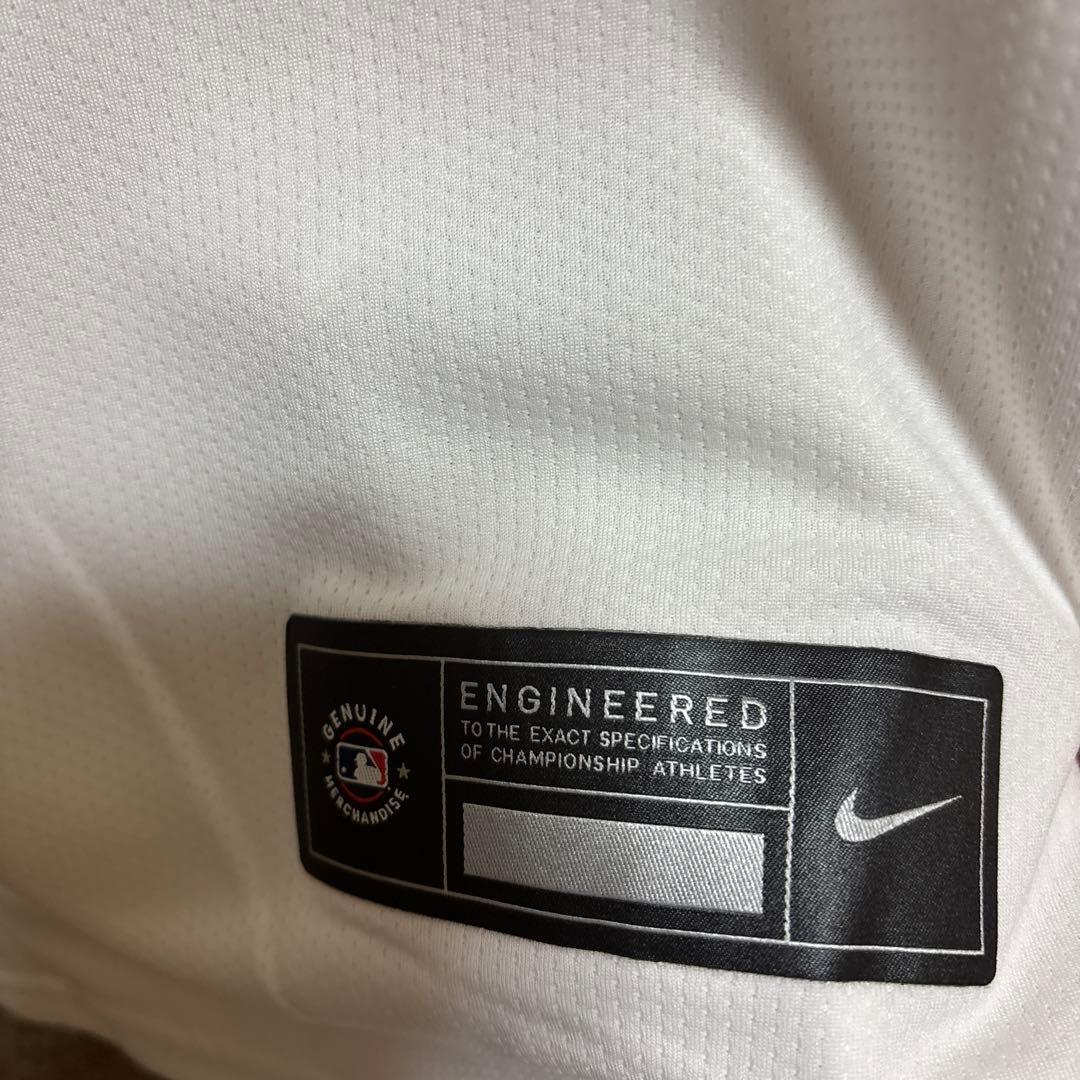 GENUINE
MERCHANDISE
ENGINEERED
TO THE EXACT SPECIFICATIONS
OF CHAMPIONSHIP ATHLETES